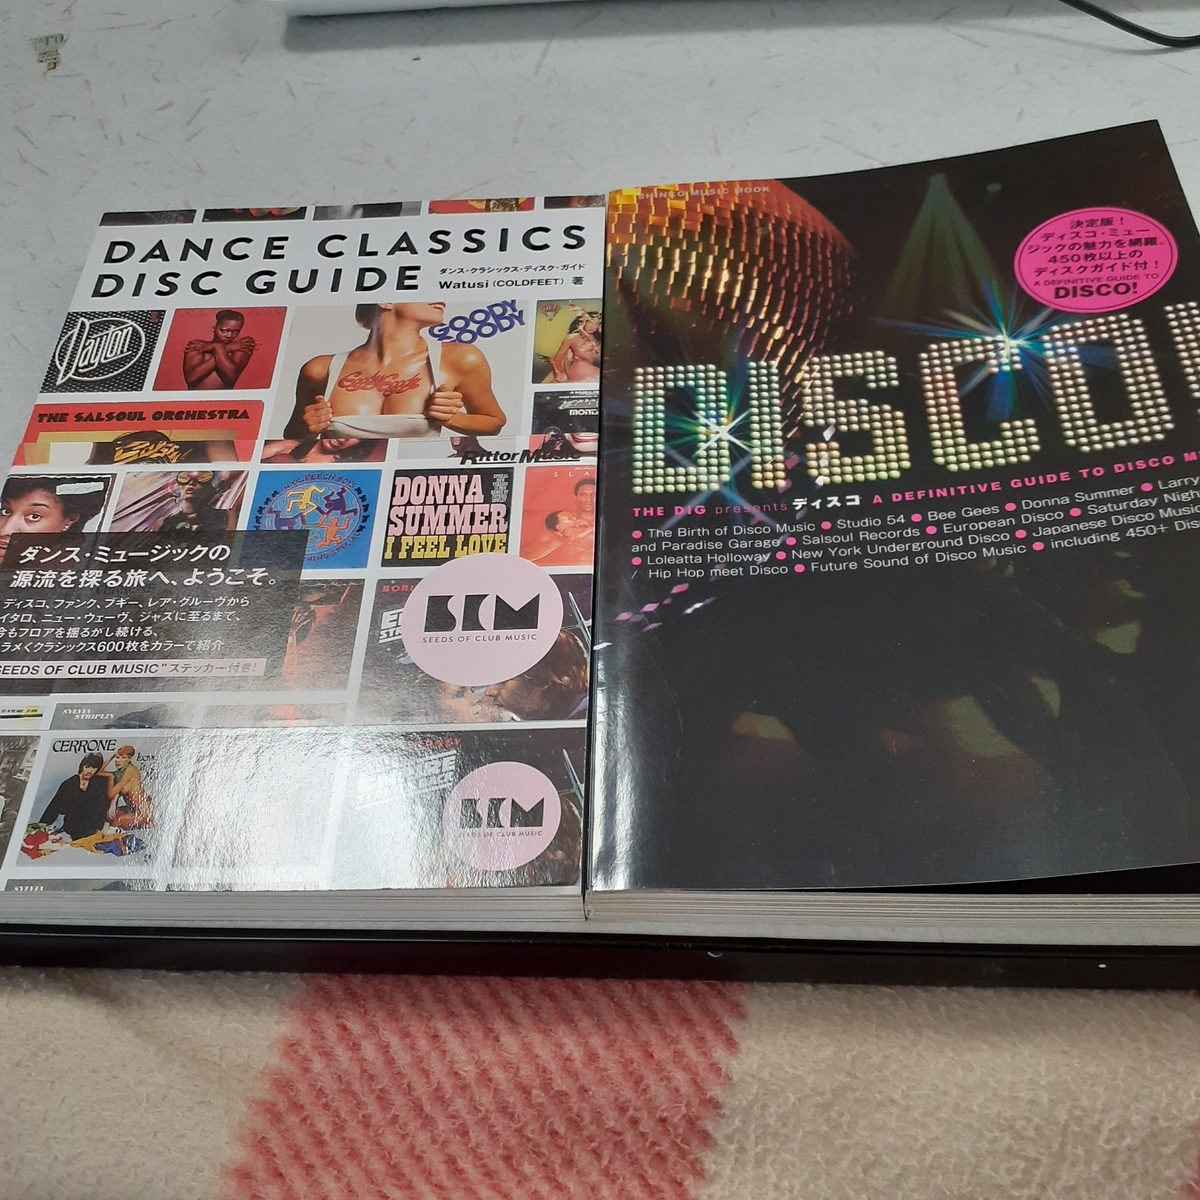 DANCE CLASSICS
DISC GUIDE
ダンス・クラシックス・ディスク・ガイド
Watusi (COLDFEET) 著
GOODY
GOODY
THE SALSOUL ORCHESTRA
Rittor Music
DONNA
SUMMER
I FEEL LOVE
ダンス・ミュージックの
源流を探る旅へ、ようこそ。
ディスコ、ファンク、ブギー、レア・グルーヴから
イタロ、ニュー・ウェーヴ、ジャズに至るまで、
今もフロアを揺るがし続ける、
ラメくクラシックス600枚をカラーで紹介
SEEDS OF CLUB MUSIC"ステッカー付き!
SCM
SEEDS OF CLUB MUSIC
SYLVIA
STRIPLIN
CERRONE
SCM
SEEDS OF CLUB MUSIC
SHINKO MUSIC MOOK
決定版!
ディスコ・ミュー
ジックの魅力を網羅。
450枚以上の
ディスクガイド付!
A DEFINITIVE GUIDE TO
DISCO!
DISCO!
THE DIG presents ディスコ A DEFINITIVE GUIDE TO DISCO
● The Birth of Disco Music ● Studio 54 ● Bee Gees ● Donna Summer ● Larry
and Paradise Garage ● Salsoul Records ● European Disco ● Saturday Night
● Loleatta Holloway ● New York Underground Disco ● Japanese Disco Music
/ Hip Hop meet Disco ● Future Sound of Disco Music ● including 450+ Dis